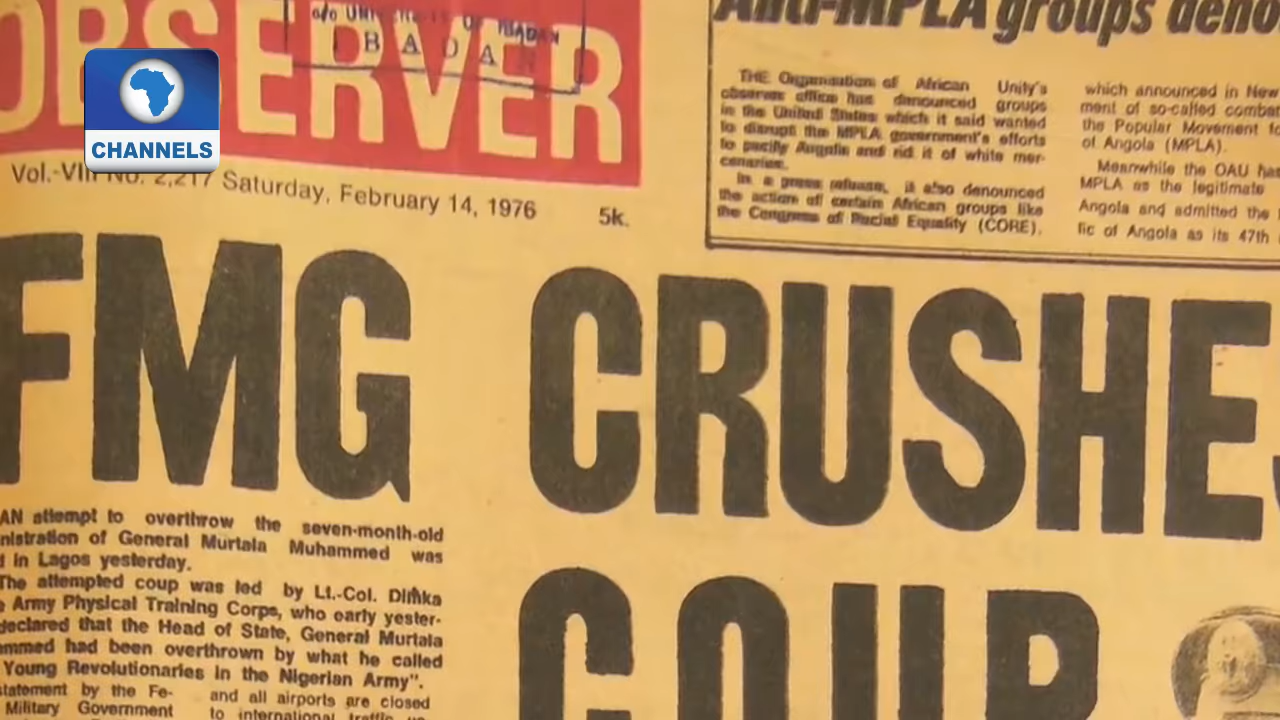 OBSERVER
c/o UNIVERSITY OF IBADAN
BADA
CHANNELS
Vol.-VIII No. 2,217 Saturday, February 14, 1976 5k.
Anti-MPLA groups deno
THE Organisation of African Unity's
observer office has denounced groups
in the United States which it said wanted
to disrupt the MPLA government's efforts
to pacify Angola and rid it of white mer-
cenaries.
In a press release, it also denounced
the action of certain African groups like
the Congress of Racial Equality (CORE),
which announced in New
ment of so-called combat
the Popular Movement fo
of Angola (MPLA).
Meanwhile the OAU has
MPLA as the legitimate
Angola and admitted the
lic of Angola as its 47th
FMG CRUSHES
COUP
AN attempt to overthrow the seven-month-old
nistration of General Murtala Muhammed was
d in Lagos yesterday.
The attempted coup was led by Lt.-Col. Dimka
e Army Physical Training Corps, who early yester-
declared that the Head of State, General Murtala
ammed had been overthrown by what he called
Young Revolutionaries in the Nigerian Army".
statement by the Fe-
Military Government
and all airports are closed
to international traffic